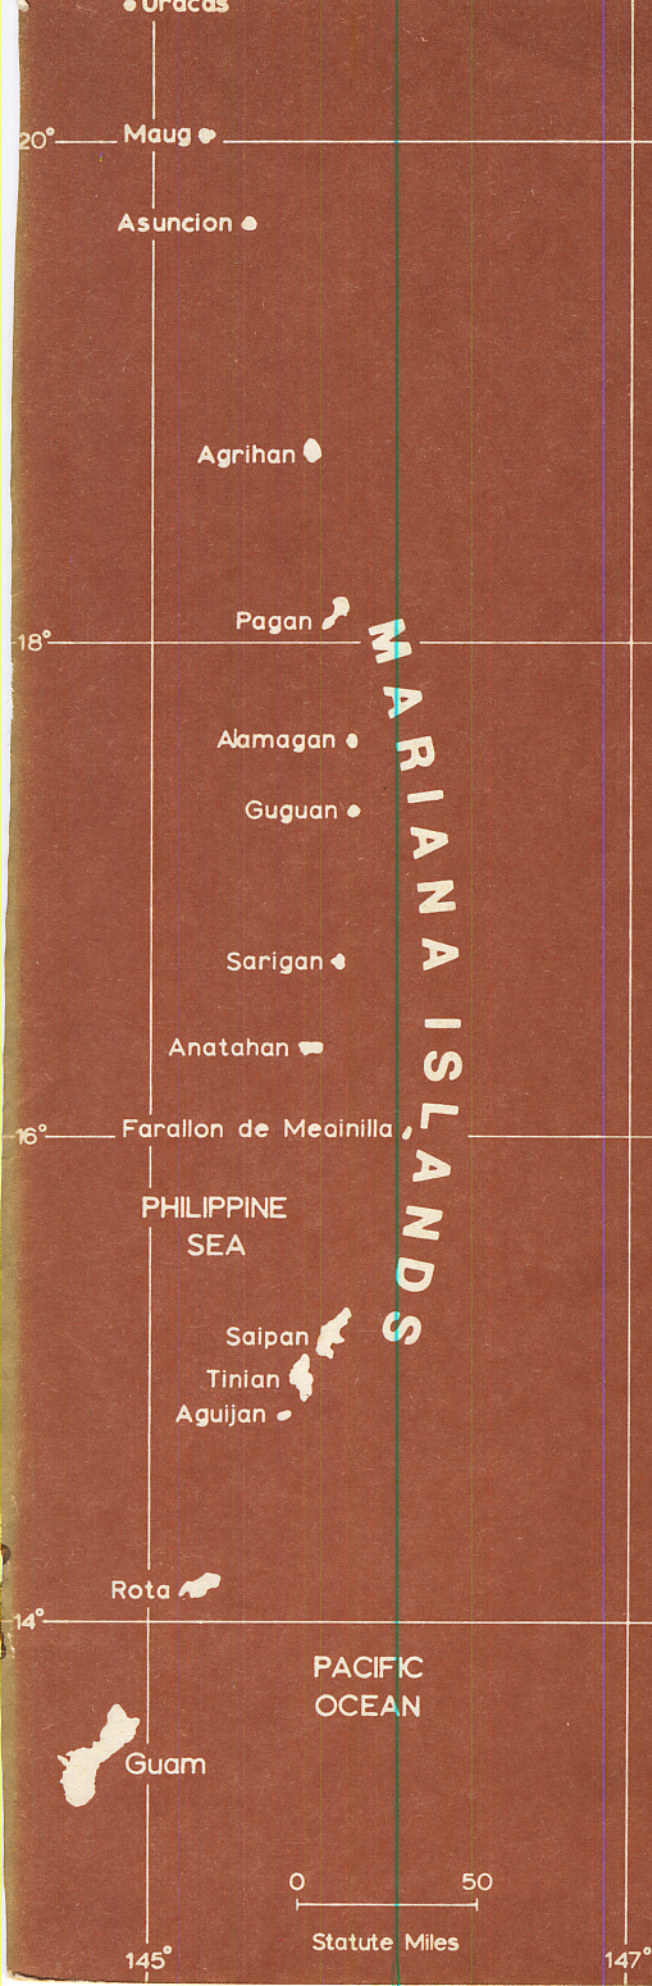 Uracas
20° Maug
Asuncion
Agrihan
Pagan
18°
MARIANA ISLANDS
Alamagan
Guguan
Sarigan
Anatahan
16° Farallon de Meainilla
PHILIPPINE
SEA
Saipan
Tinian
Aguijan
Rota
14°
PACIFIC
OCEAN
Guam
0 50
Statute Miles
145° 147°